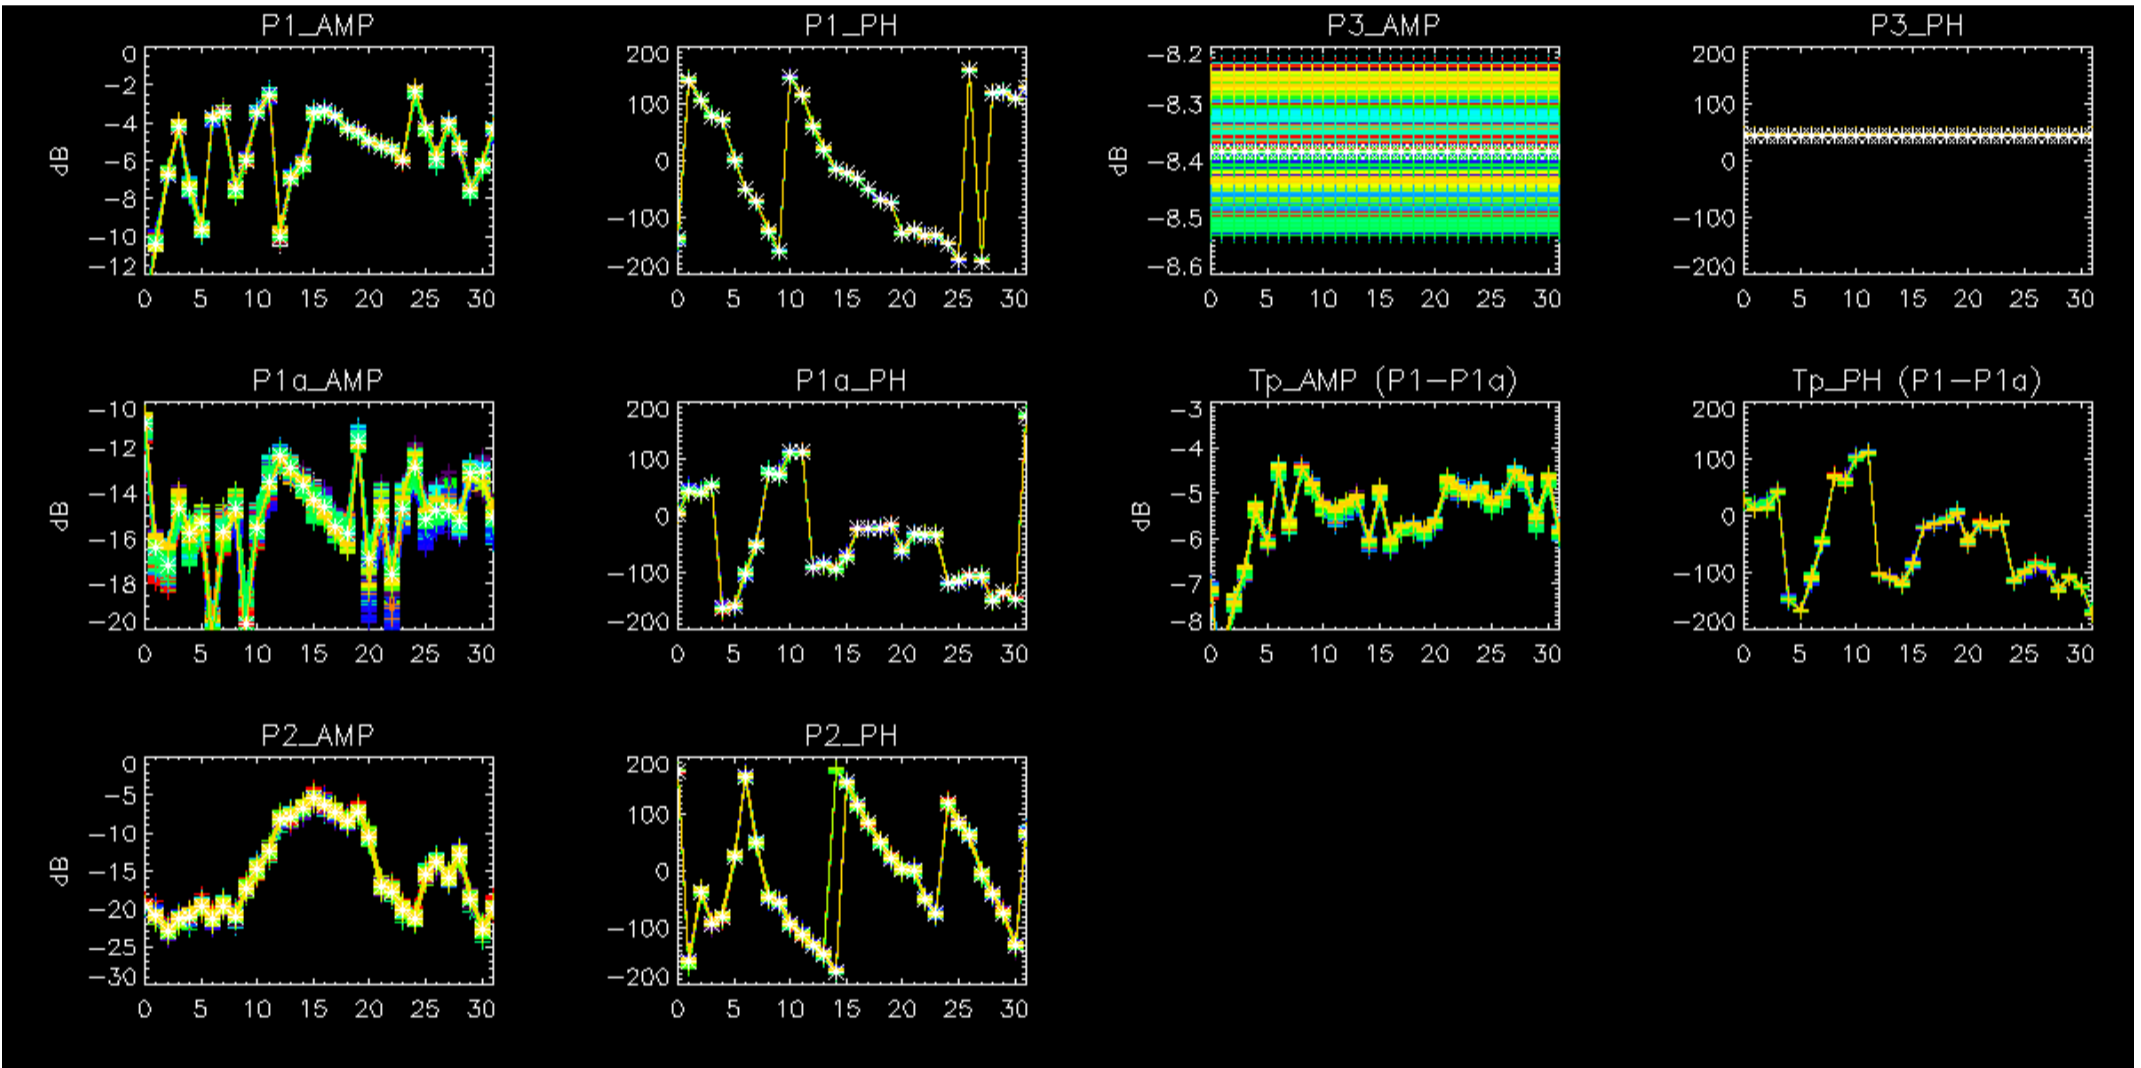 P1_AMP
0
-2
-4
-6
-8
-10
-12
dB
0 5 10 15 20 25 30
P1_PH
200
100
0
-100
-200
0 5 10 15 20 25 30
P3_AMP
-8.2
-8.3
-8.4
-8.5
-8.6
dB
0 5 10 15 20 25 30
P3_PH
200
100
0
-100
-200
0 5 10 15 20 25 30
P1a_AMP
-10
-12
-14
-16
-18
-20
dB
0 5 10 15 20 25 30
P1a_PH
200
100
0
-100
-200
0 5 10 15 20 25 30
Tp_AMP (P1-P1a)
-3
-4
-5
-6
-7
-8
dB
0 5 10 15 20 25 30
Tp_PH (P1-P1a)
200
100
0
-100
-200
0 5 10 15 20 25 30
P2_AMP
0
-5
-10
-15
-20
-25
-30
dB
0 5 10 15 20 25 30
P2_PH
200
100
0
-100
-200
0 5 10 15 20 25 30